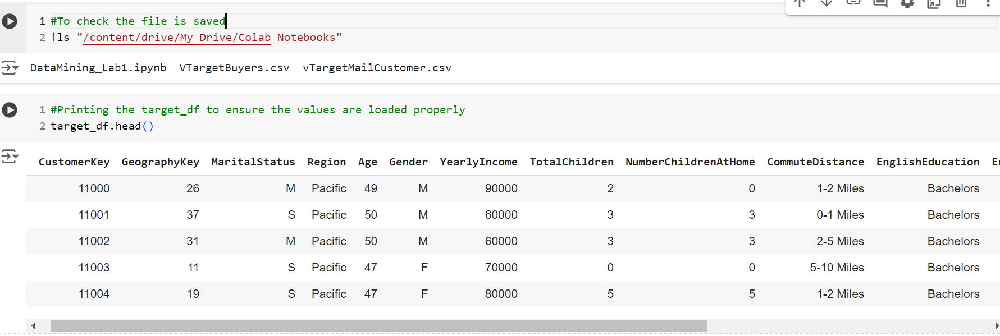 1 #To check the file is saved
2 !ls "/content/drive/My Drive/Colab Notebooks"
DataMining_Lab1.ipynb  VTargetBuyers.csv  vTargetMailCustomer.csv
1 #Printing the target_df to ensure the values are loaded properly
2 target_df.head()
CustomerKey GeographyKey MaritalStatus Region Age Gender YearlyIncome TotalChildren NumberChildrenAtHome CommuteDistance EnglishEducation
11000 26 M Pacific 49 M 90000 2 0 1-2 Miles Bachelors
11001 37 S Pacific 50 M 60000 3 3 0-1 Miles Bachelors
11002 31 M Pacific 50 M 60000 3 3 2-5 Miles Bachelors
11003 11 S Pacific 47 F 70000 0 0 5-10 Miles Bachelors
11004 19 S Pacific 47 F 80000 5 5 1-2 Miles Bachelors